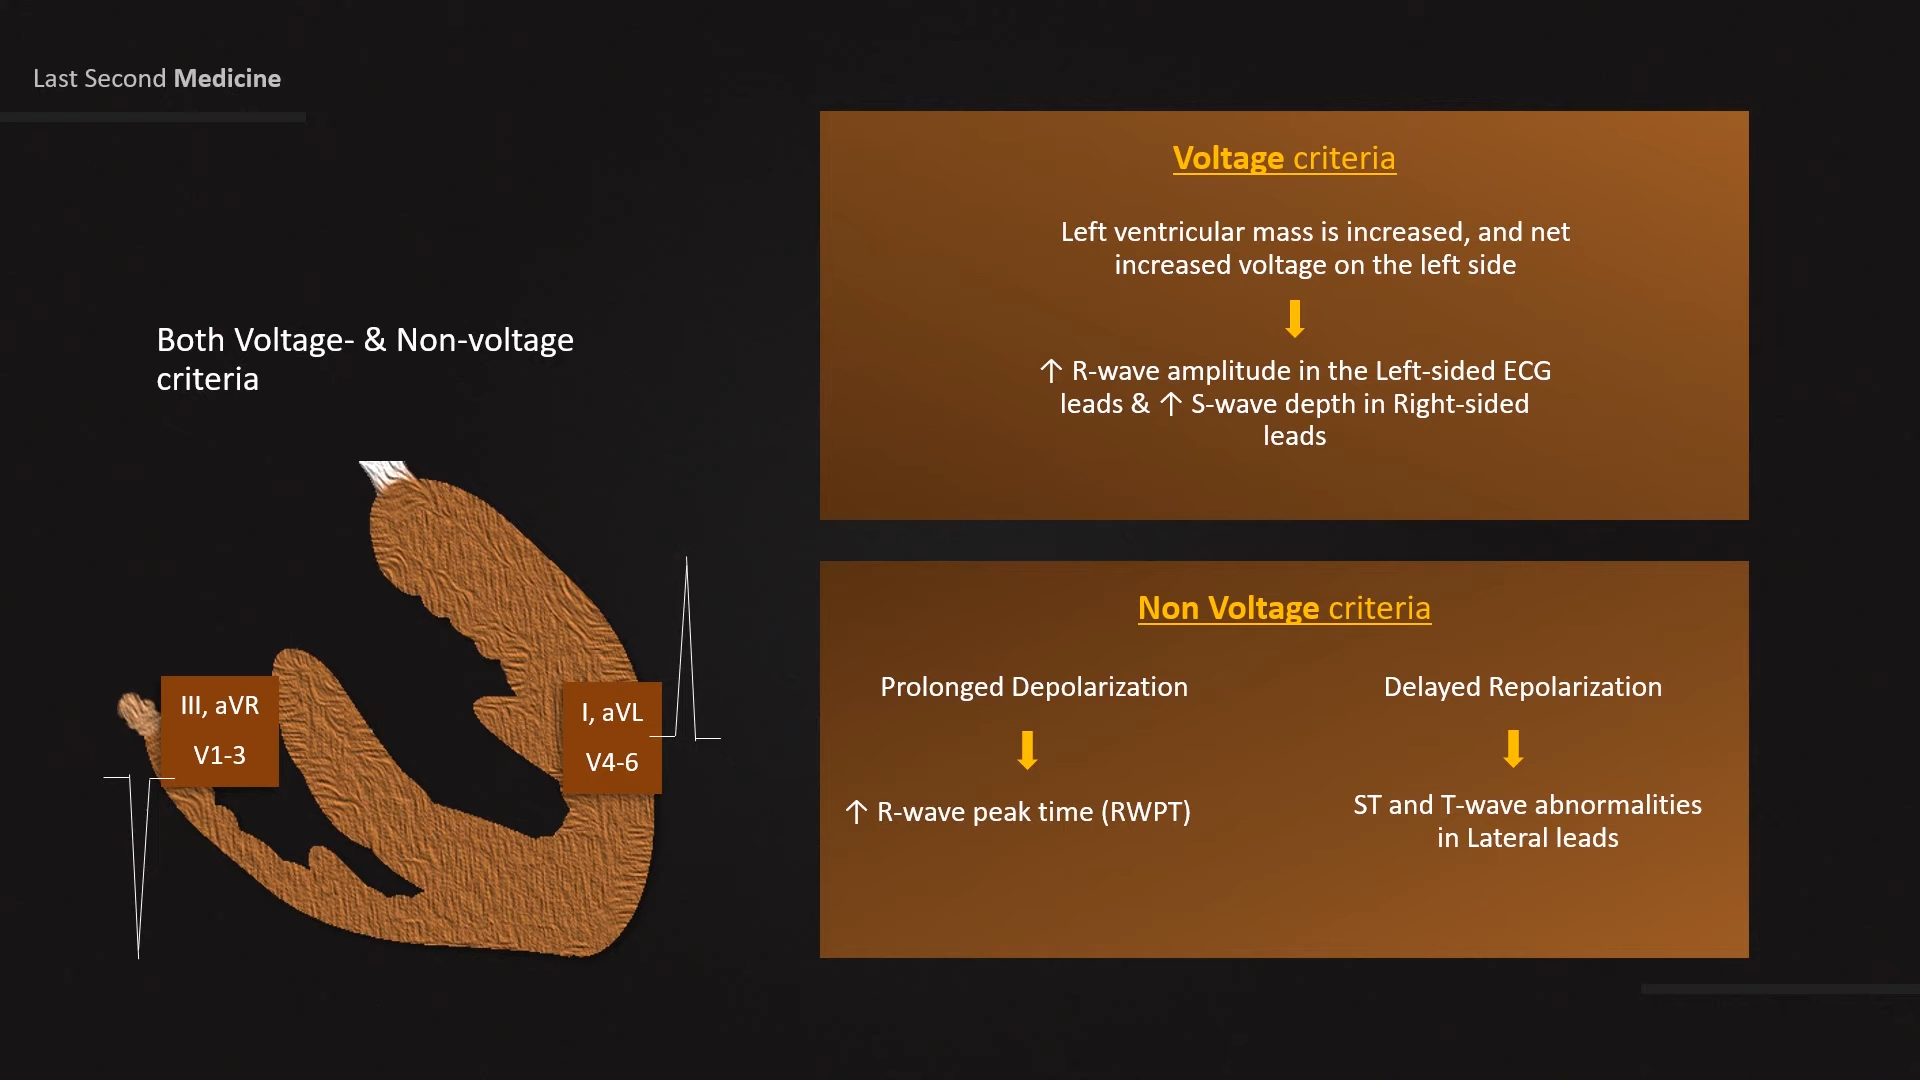 Last Second Medicine
Both Voltage- & Non-voltage
criteria
III, aVR
V1-3
I, aVL
V4-6
Voltage criteria
Left ventricular mass is increased, and net
increased voltage on the left side
↑ R-wave amplitude in the Left-sided ECG
leads & ↑ S-wave depth in Right-sided
leads
Non Voltage criteria
Prolonged Depolarization
↑ R-wave peak time (RWPT)
Delayed Repolarization
ST and T-wave abnormalities
in Lateral leads